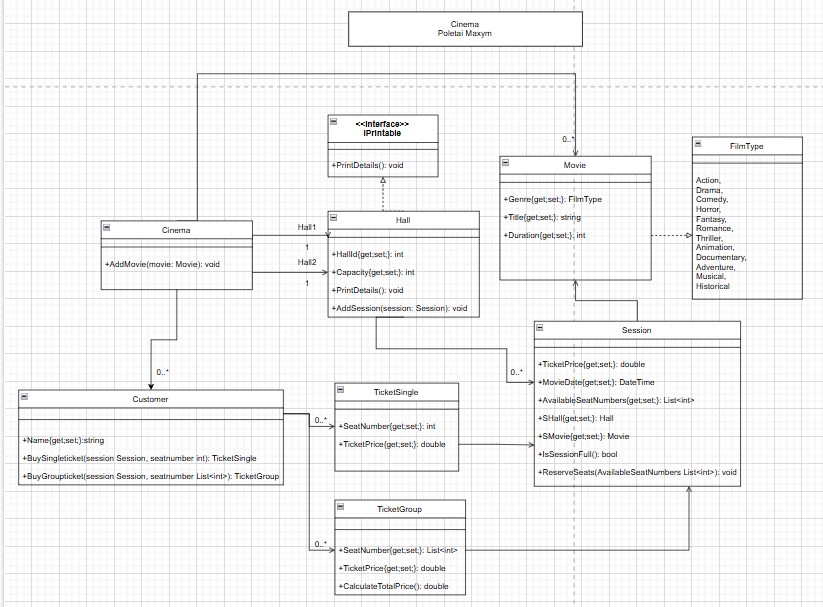 Cinema
Poletai Maxym
<<Interface>>
IPrintable
+PrintDetails(): void
0..*
Movie
+Genre{get;set;}: FilmType
+Title{get;set;}: string
+Duration{get;set;}: int
FilmType
Action,
Drama,
Comedy,
Horror,
Fantasy,
Romance,
Thriller,
Animation,
Documentary,
Adventure,
Musical,
Historical
Cinema
+AddMovie(movie: Movie): void
Hall1
1
Hall2
1
Hall
+HallId{get;set;}: int
+Capacity{get;set;}: int
+PrintDetails(): void
+AddSession(session: Session): void
0..*
Session
+TicketPrice{get;set;}: double
+MovieDate{get;set;}: DateTime
+AvailableSeatNumbers{get;set;}: List<int>
+SHall{get;set;}: Hall
+SMovie{get;set;}: Movie
+IsSessionFull(): bool
+ReserveSeats(AvailableSeatNumbers List<int>): void
0..*
Customer
+Name{get;set;}:string
+BuySingleticket(session Session, seatnumber int): TicketSingle
+BuyGroupticket(session Session, seatnumber List<int>): TicketGroup
0..*
TicketSingle
+SeatNumber{get;set;}: int
+TicketPrice{get;set;}: double
0..*
TicketGroup
+SeatNumber{get;set;}: List<int>
+TicketPrice{get;set;}: double
+CalculateTotalPrice(): double